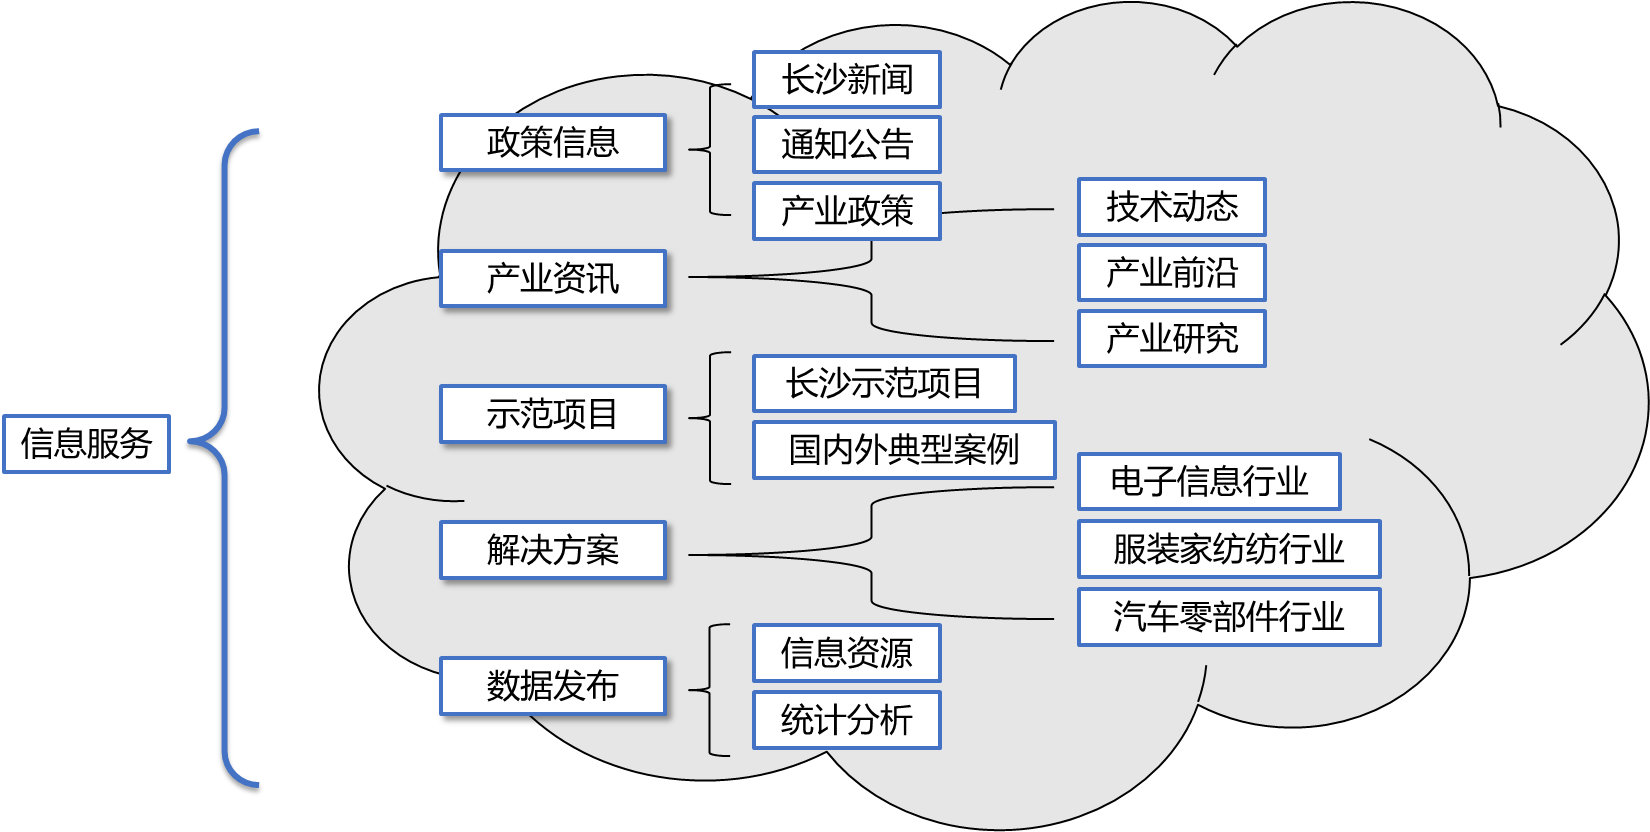 信息服务
政策信息
长沙新闻
通知公告
产业政策
产业资讯
技术动态
产业前沿
产业研究
示范项目
长沙示范项目
国内外典型案例
解决方案
电子信息行业
服装家纺纺行业
汽车零部件行业
数据发布
信息资源
统计分析